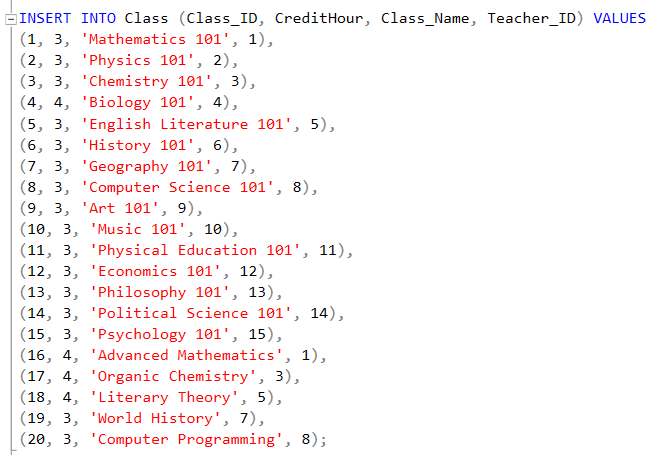 INSERT INTO Class (Class_ID, CreditHour, Class_Name, Teacher_ID) VALUES
(1, 3, 'Mathematics 101', 1),
(2, 3, 'Physics 101', 2),
(3, 3, 'Chemistry 101', 3),
(4, 4, 'Biology 101', 4),
(5, 3, 'English Literature 101', 5),
(6, 3, 'History 101', 6),
(7, 3, 'Geography 101', 7),
(8, 3, 'Computer Science 101', 8),
(9, 3, 'Art 101', 9),
(10, 3, 'Music 101', 10),
(11, 3, 'Physical Education 101', 11),
(12, 3, 'Economics 101', 12),
(13, 3, 'Philosophy 101', 13),
(14, 3, 'Political Science 101', 14),
(15, 3, 'Psychology 101', 15),
(16, 4, 'Advanced Mathematics', 1),
(17, 4, 'Organic Chemistry', 3),
(18, 4, 'Literary Theory', 5),
(19, 3, 'World History', 7),
(20, 3, 'Computer Programming', 8);